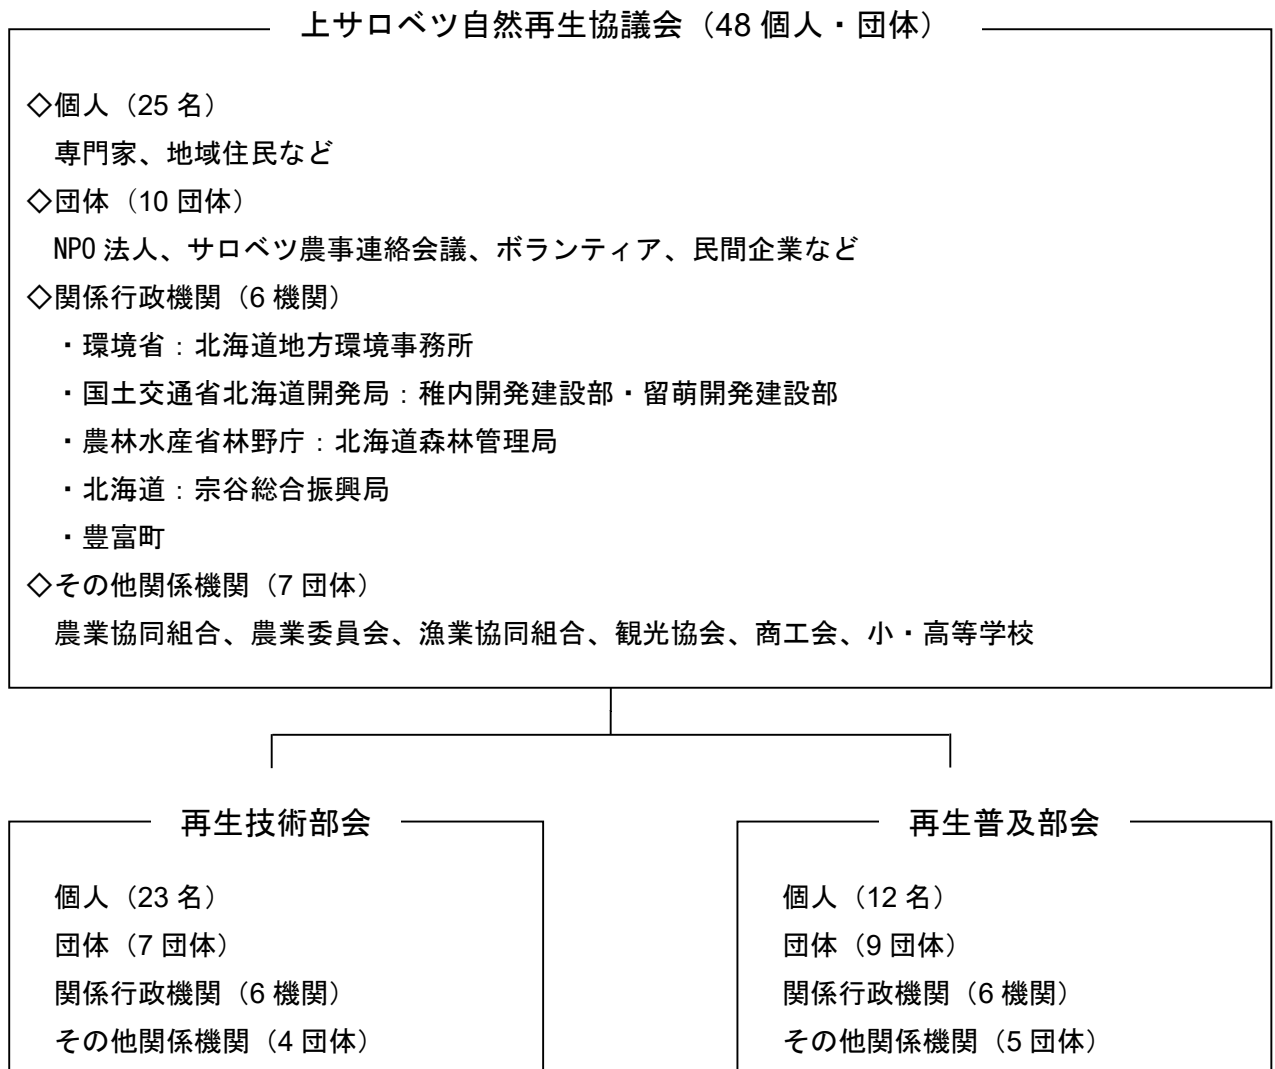 上サロベツ自然再生協議会（48 個人・団体）
◇個人（25 名）
専門家、地域住民など
◇団体（10 団体）
NPO 法人、サロベツ農事連絡会議、ボランティア、民間企業など
◇関係行政機関（6 機関）
・環境省：北海道地方環境事務所
・国土交通省北海道開発局：稚内開発建設部・留萌開発建設部
・農林水産省林野庁：北海道森林管理局
・北海道：宗谷総合振興局
・豊富町
◇その他関係機関（7 団体）
農業協同組合、農業委員会、漁業協同組合、観光協会、商工会、小・高等学校
再生技術部会
個人（23 名）
団体（7 団体）
関係行政機関（6 機関）
その他関係機関（4 団体）
再生普及部会
個人（12 名）
団体（9 団体）
関係行政機関（6 機関）
その他関係機関（5 団体）